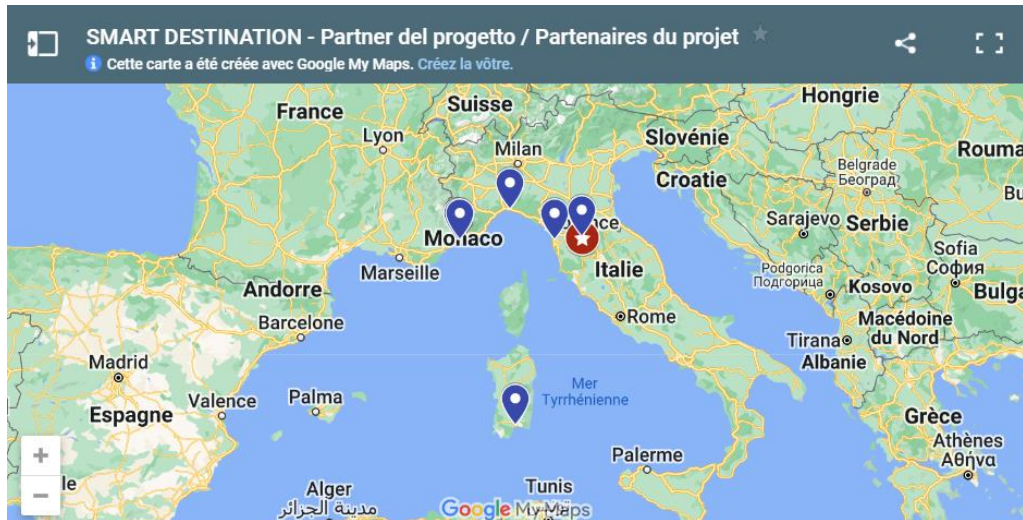 SMART DESTINATION - Partner del progetto / Partenaires du projet
Cette carte a été créée avec Google My Maps. Créez la vôtre.
Hongrie
France
Suisse
Lyon
Milan
Slovénie
Belgrade
Београд
Croatie
Monaco
Sarajevo
Serbie
Sofia
София
Marseille
Italie
Podgorica
Подгорица
Kosovo
Andorre
Barcelone
Rome
Macédoine
du Nord
Tirana
Albanie
Madrid
Mer
Tyrrhénienne
Espagne
Valence
Palma
Grèce
Athènes
Αθήνα
Palerme
+
−
Alger
مدينة الجزائر
Tunis
Google My Maps